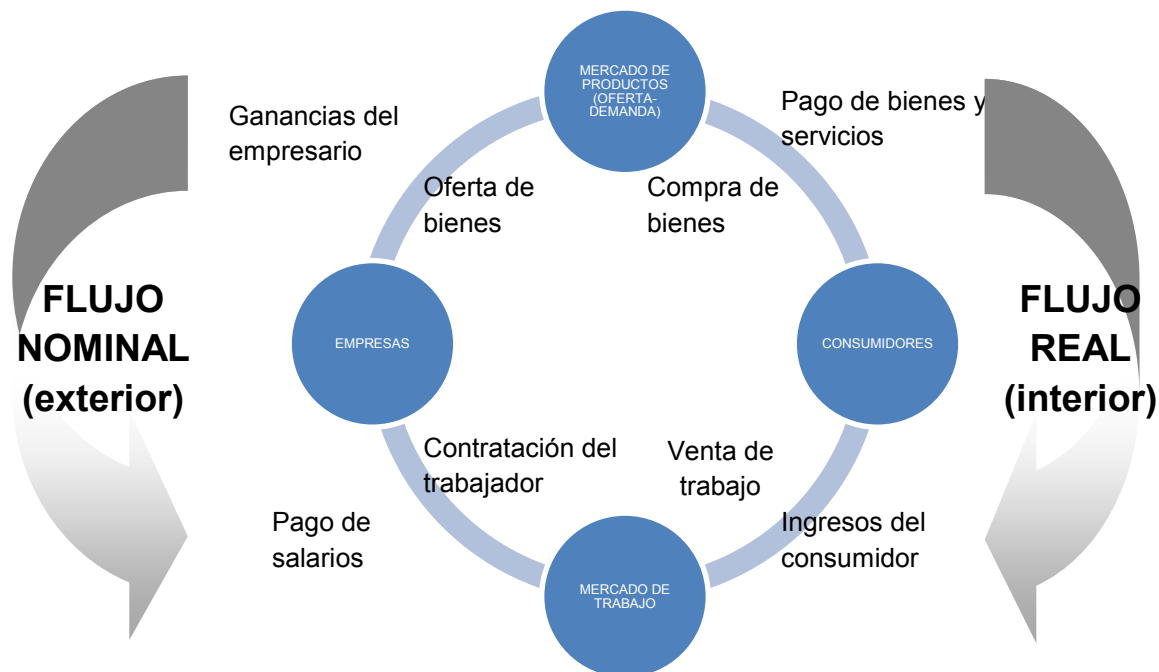 MERCADO DE
PRODUCTOS
(OFERTA-
DEMANDA)
Ganancias del
empresario
Pago de bienes y
servicios
Oferta de
bienes
Compra de
bienes
FLUJO
NOMINAL
(exterior)
EMPRESAS
CONSUMIDORES
FLUJO
REAL
(interior)
Contratación del
trabajador
Venta de
trabajo
Pago de
salarios
Ingresos del
consumidor
MERCADO DE
TRABAJO